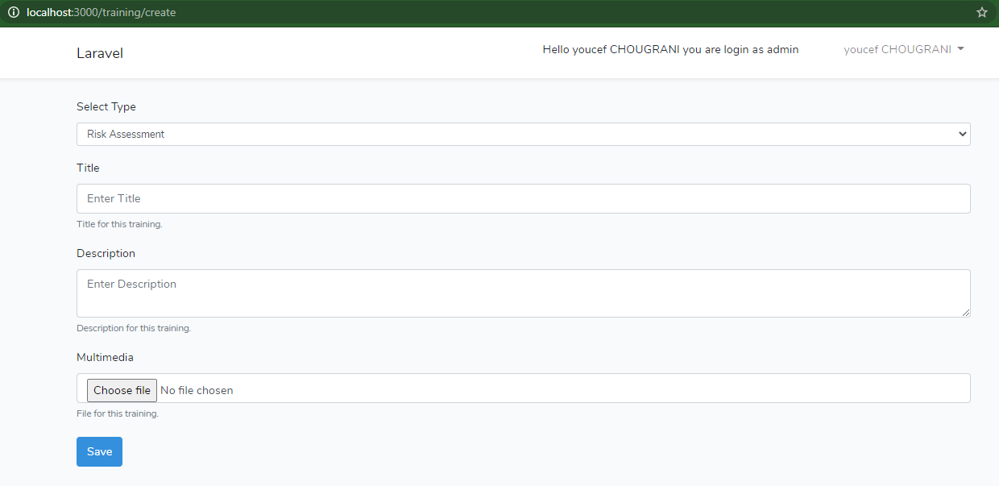 localhost:3000/training/create
Laravel
Hello youcef CHOUGRANI you are login as admin
youcef CHOUGRANI
Select Type
Risk Assessment
Title
Enter Title
Title for this training.
Description
Enter Description
Description for this training.
Multimedia
Choose file No file chosen
File for this training.
Save